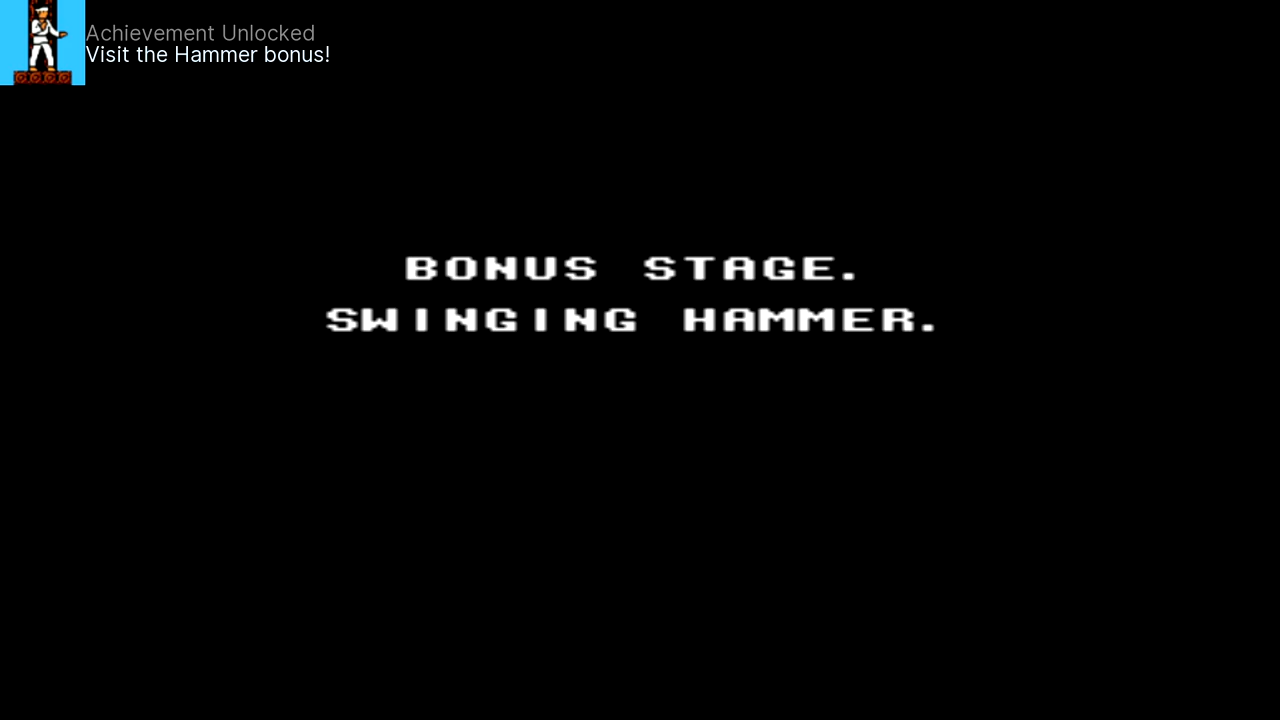 Achievement Unlocked
Visit the Hammer bonus!
BONUS STAGE.
SWINGING HAMMER.